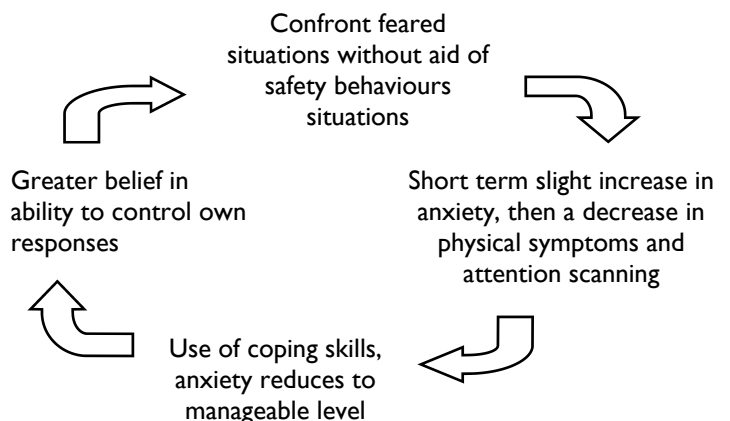 Confront feared
situations without aid of
safety behaviours
situations
Short term slight increase in
anxiety, then a decrease in
physical symptoms and
attention scanning
Use of coping skills,
anxiety reduces to
manageable level
Greater belief in
ability to control own
responses